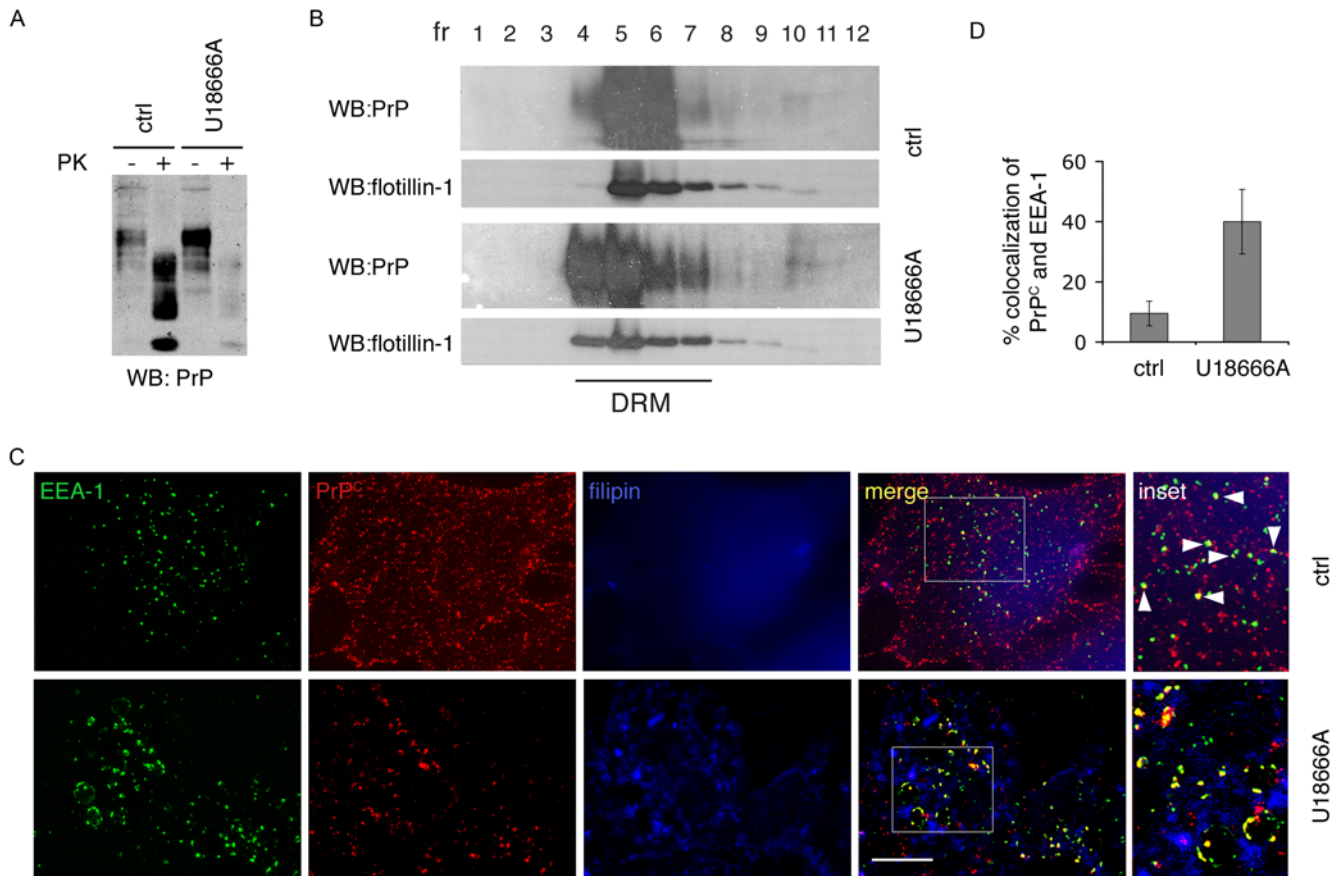 A
ctrl
U18666A
PK - + - +
WB: PrP
B
fr 1 2 3 4 5 6 7 8 9 10 11 12
WB:PrP
WB:flotillin-1
ctrl
WB:PrP
WB:flotillin-1
U18666A
DRM
D
% colocalization of
PrPᶜ and EEA-1
60
40
20
0
ctrl U18666A
C
EEA-1 PrPᶜ filipin merge inset
ctrl
U18666A